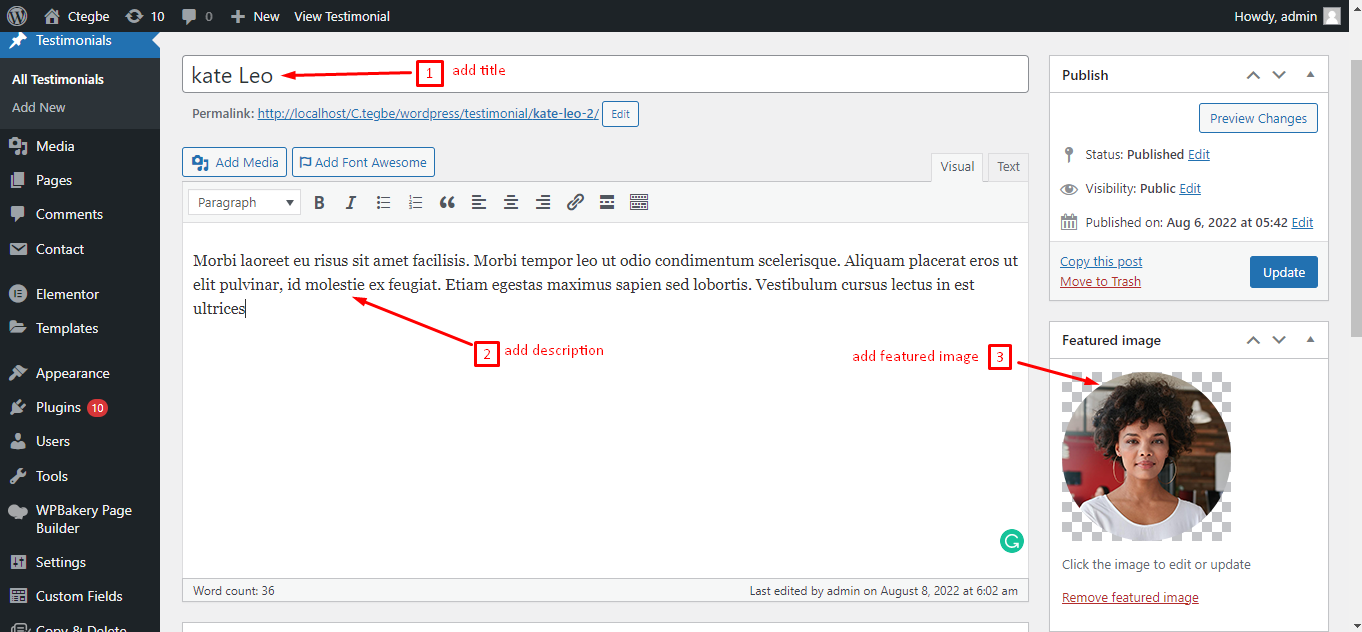 Ctegbe 10 0 New View Testimonial Howdy, admin
Testimonials
All Testimonials
Add New
Media
Pages
Comments
Contact
Elementor
Templates
Appearance
Plugins 10
Users
Tools
WPBakery Page
Builder
Settings
Custom Fields
Copy & Delete
kate Leo
1 add title
Permalink: http://localhost/C.tegbe/wordpress/testimonial/kate-leo-2/ Edit
Add Media Add Font Awesome
Visual Text
Paragraph B I
Morbi laoreet eu risus sit amet facilisis. Morbi tempor leo ut odio condimentum scelerisque. Aliquam placerat eros ut
elit pulvinar, id molestie ex feugiat. Etiam egestas maximus sapien sed lobortis. Vestibulum cursus lectus in est
ultrices
2 add description
add featured image 3
Word count: 36 Last edited by admin on August 8, 2022 at 6:02 am
Publish
Preview Changes
Status: Published Edit
Visibility: Public Edit
Published on: Aug 6, 2022 at 05:42 Edit
Copy this post
Move to Trash
Update
Featured image
Click the image to edit or update
Remove featured image